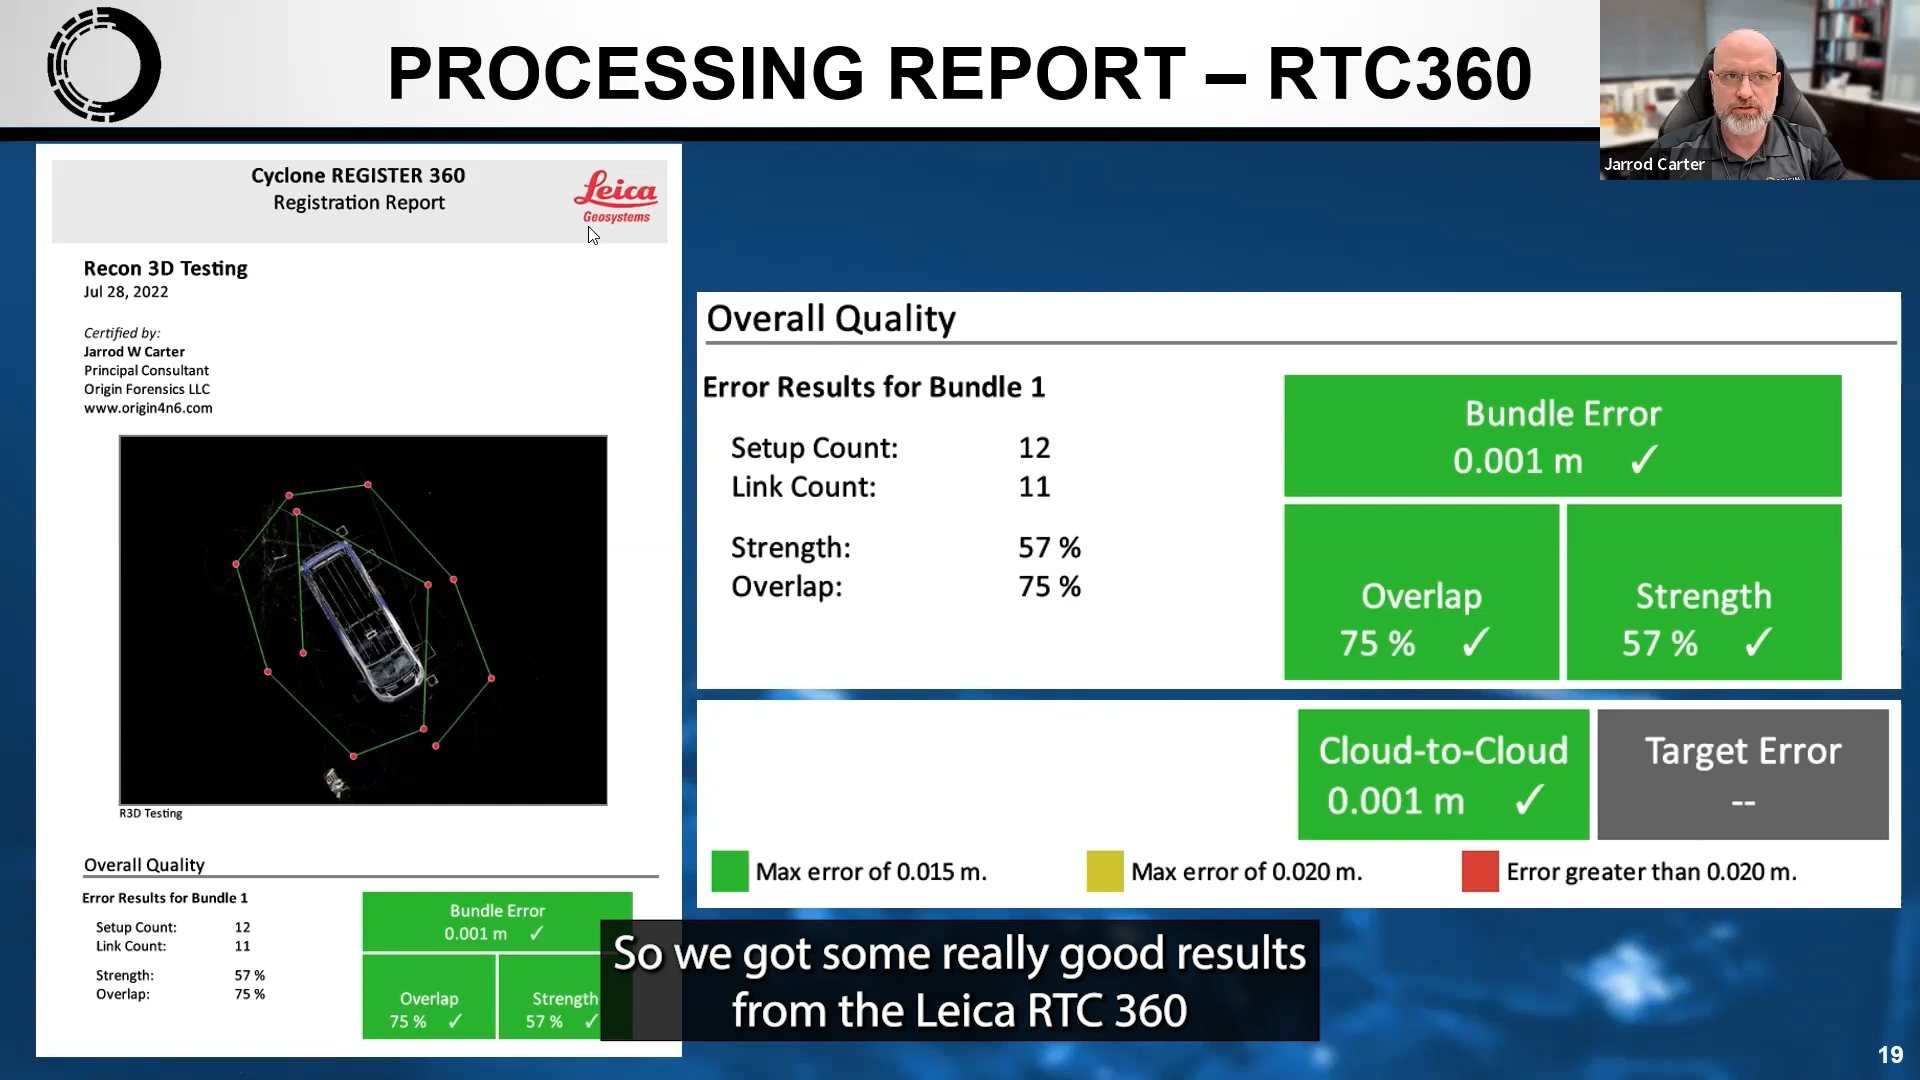 PROCESSING REPORT – RTC360
Jarrod Carter
Cyclone REGISTER 360
Registration Report
Leica
Geosystems
Recon 3D Testing
Jul 28, 2022
Certified by:
Jarrod W Carter
Principal Consultant
Origin Forensics LLC
www.origin4n6.com
R3D Testing
Overall Quality
Error Results for Bundle 1
Setup Count: 12
Link Count: 11
Strength: 57 %
Overlap: 75 %
Bundle Error
0.001 m ✓
Overlap
75 % ✓
Strength
57 % ✓
Overall Quality
Error Results for Bundle 1
Setup Count: 12
Link Count: 11
Strength: 57 %
Overlap: 75 %
Bundle Error
0.001 m ✓
Overlap
75 % ✓
Strength
57 % ✓
Cloud-to-Cloud
0.001 m ✓
Target Error
--
Max error of 0.015 m.
Max error of 0.020 m.
Error greater than 0.020 m.
So we got some really good results
from the Leica RTC 360
19